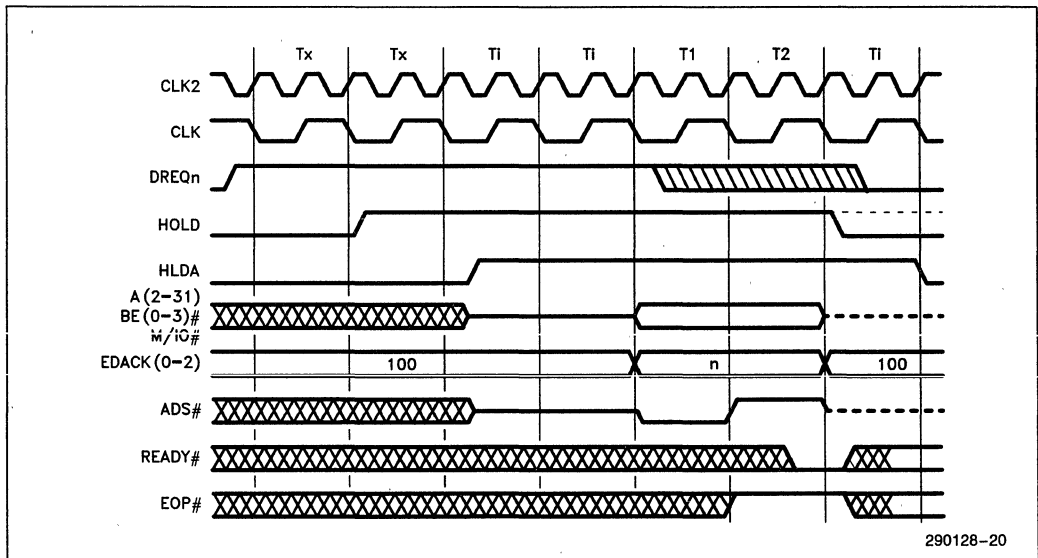 Tx Tx Ti Ti T1 T2 Ti
CLK2
CLK
DREQn
HOLD
HLDA
A (2-31)
BE (0-3)#
M/IO#
EDACK (0-2) 100 n 100
ADS#
READY#
EOP#
290128-20